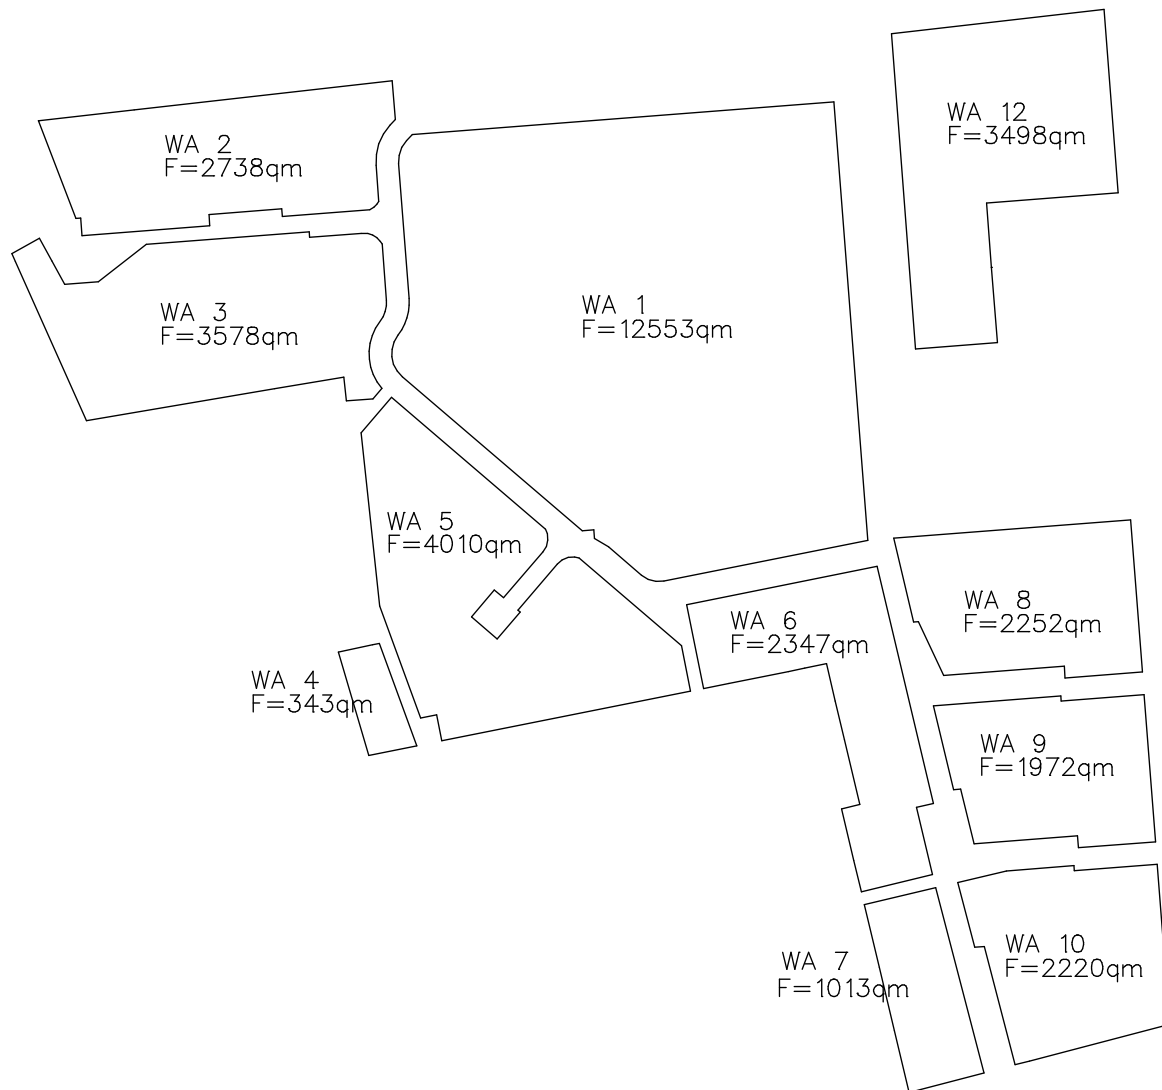 WA 12
F=3498qm
WA 2
F=2738qm
WA 3
F=3578qm
WA 1
F=12553qm
WA 5
F=4010qm
WA 8
F=2252qm
WA 6
F=2347qm
WA 4
F=343qm
WA 9
F=1972qm
WA 10
F=2220qm
WA 7
F=1013qm